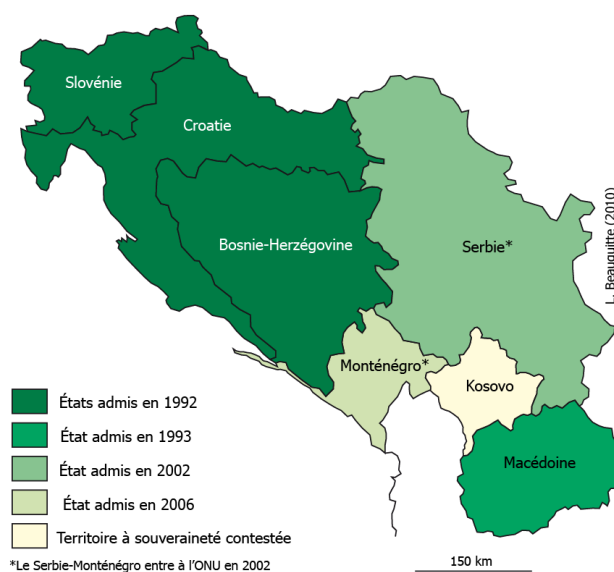 Slovénie
Croatie
Bosnie-Herzégovine
Serbie*
L. Beauguitte (2010)
Monténégro*
Kosovo
Macédoine
États admis en 1992
État admis en 1993
État admis en 2002
État admis en 2006
Territoire à souveraineté contestée
*Le Serbie-Monténégro entre à l'ONU en 2002
150 km